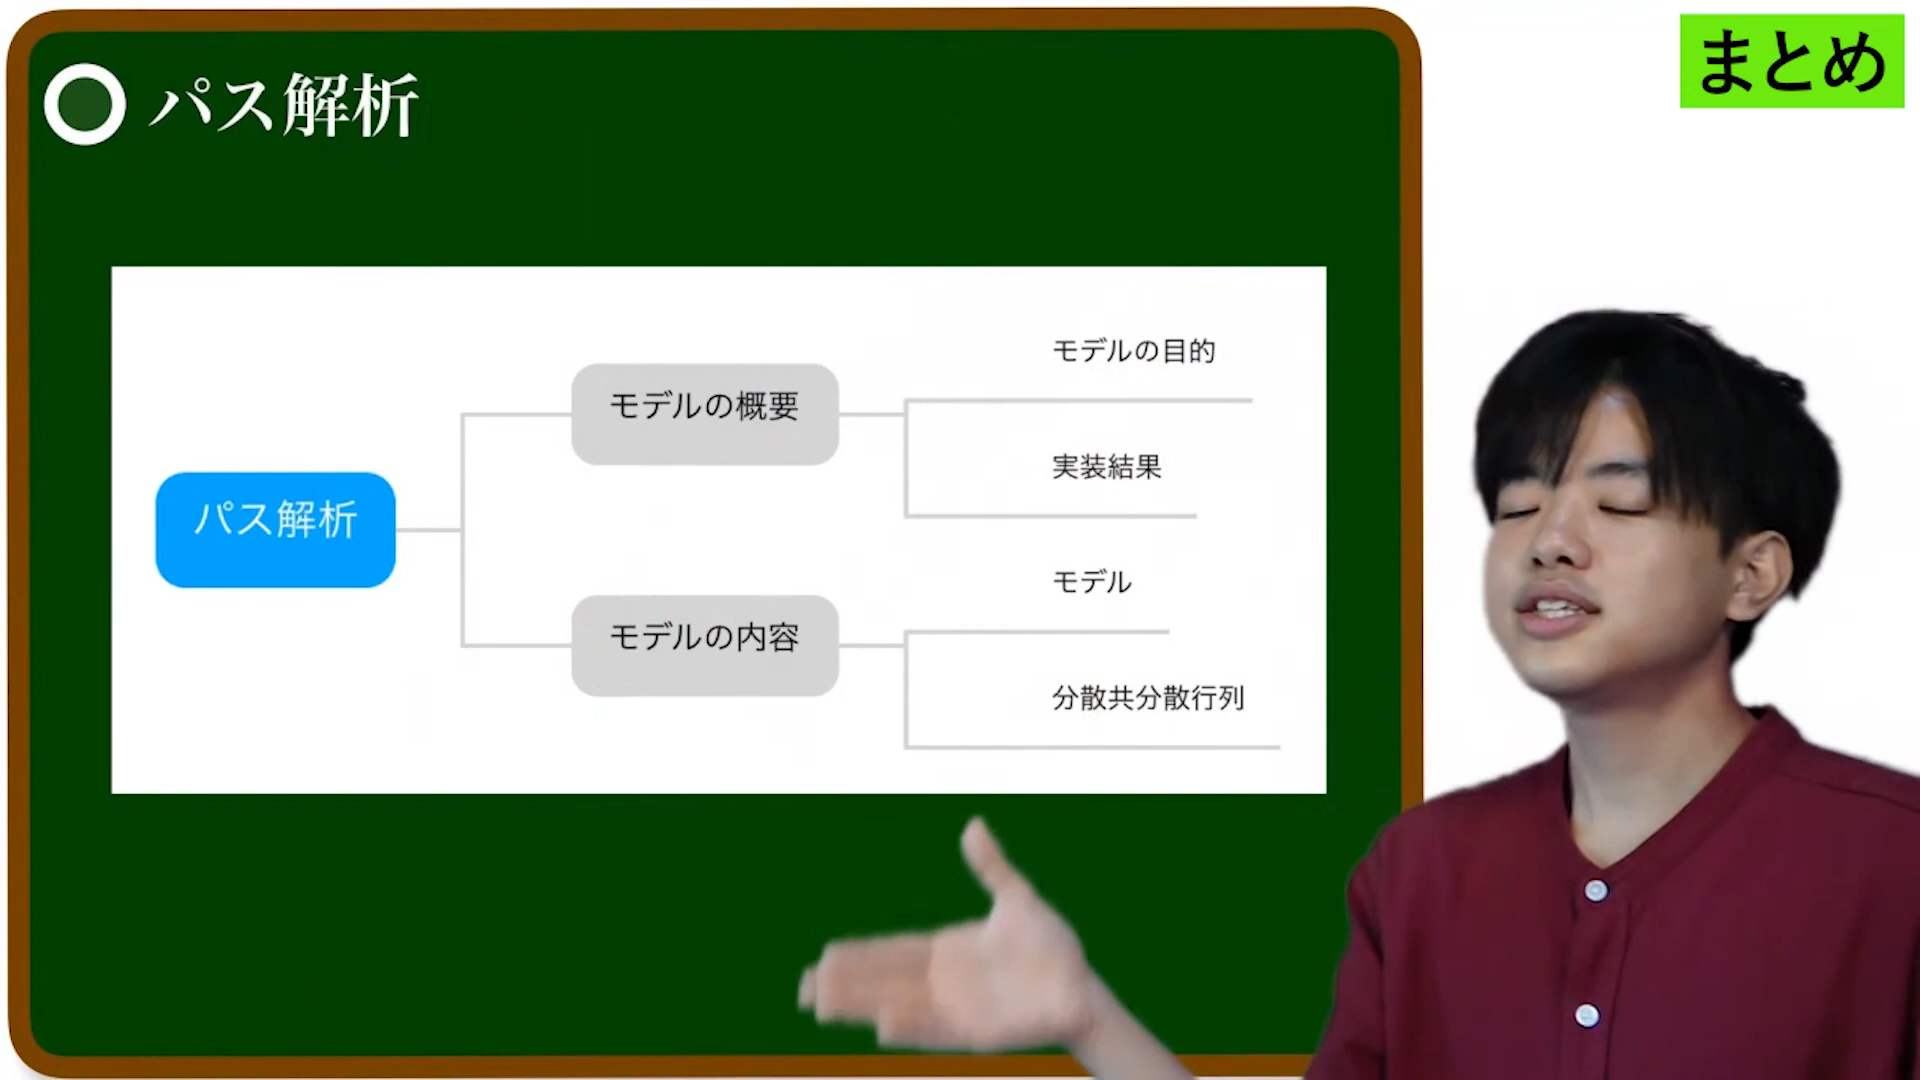 パス解析
まとめ
モデルの目的
モデルの概要
実装結果
パス解析
モデル
モデルの内容
分散共分散行列